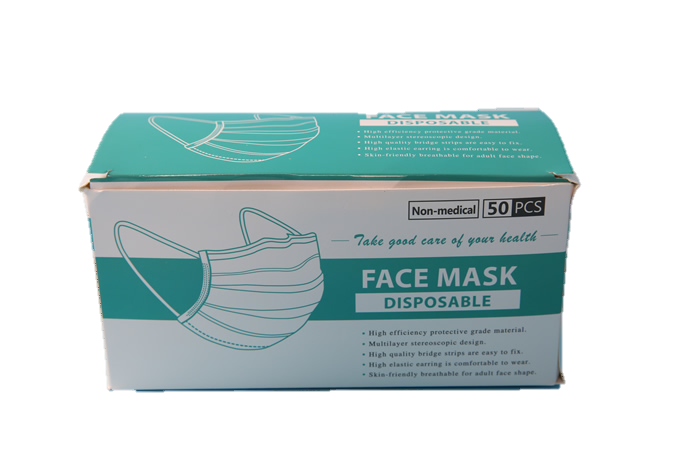 FACE MASK
DISPOSABLE
• High efficiency protective grade material.
• Multilayer stereoscopic design.
• High quality bridge strips are easy to fix.
• High elastic earring is comfortable to wear.
• Skin-friendly breathable for adult face shape.
Non-medical 50 PCS
Take good care of your health
FACE MASK
DISPOSABLE
• High efficiency protective grade material.
• Multilayer stereoscopic design.
• High quality bridge strips are easy to fix.
• High elastic earring is comfortable to wear.
• Skin-friendly breathable for adult face shape.